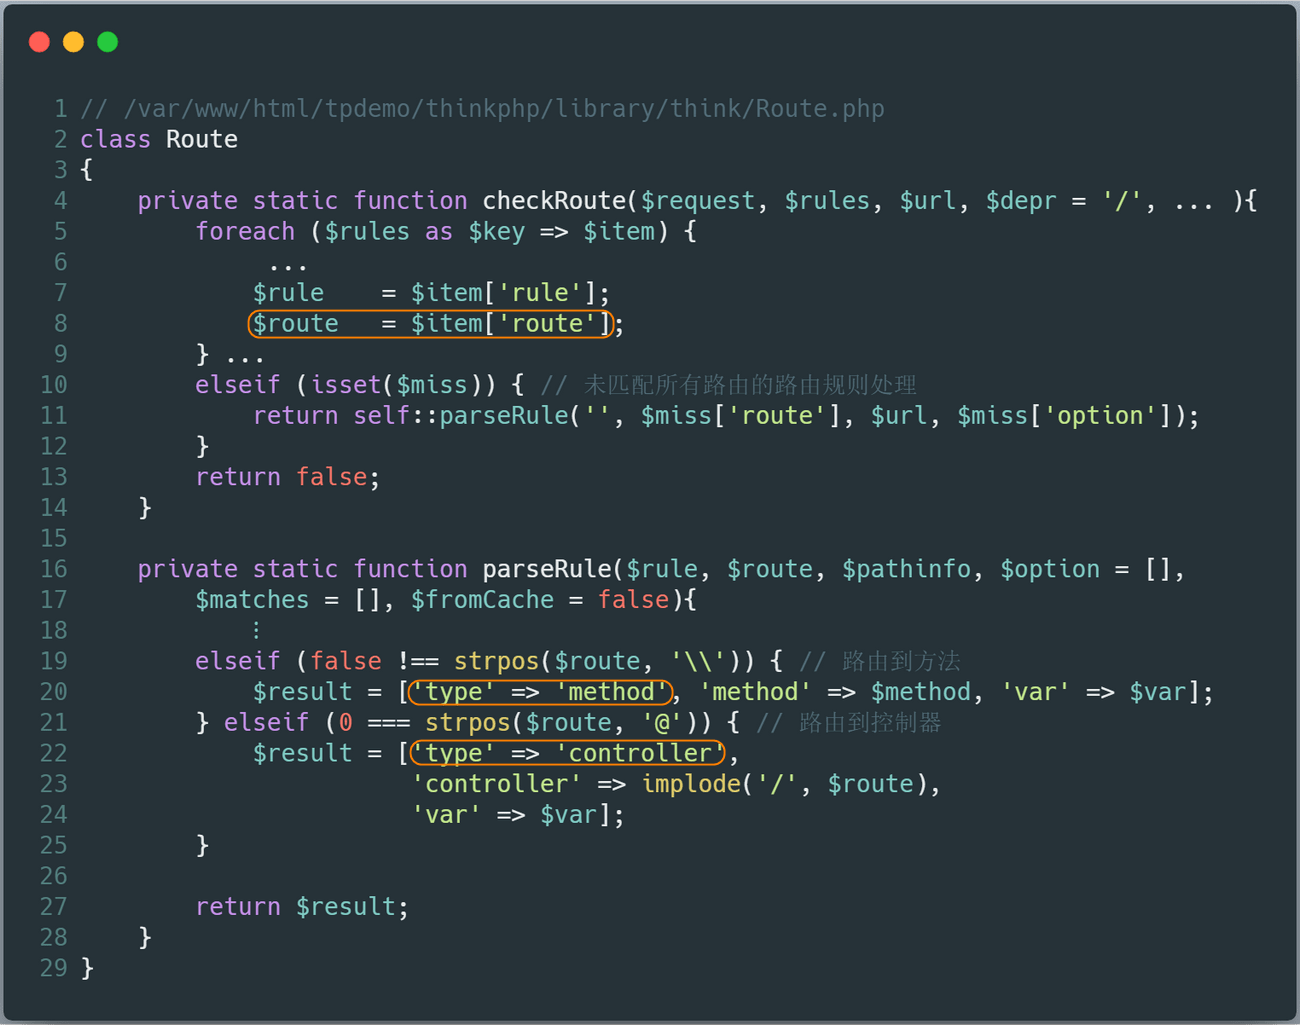 1 // /var/www/html/tpdemo/thinkphp/library/think/Route.php
2 class Route
3 {
4     private static function checkRoute($request, $rules, $url, $depr = '/', ... ){
5         foreach ($rules as $key => $item) {
6              ...
7             $rule    = $item['rule'];
8             $route   = $item['route'];
9         } ...
10         elseif (isset($miss)) { // 未匹配所有路由的路由规则处理
11             return self::parseRule('', $miss['route'], $url, $miss['option']);
12         }
13         return false;
14     }
15
16     private static function parseRule($rule, $route, $pathinfo, $option = [],
17         $matches = [], $fromCache = false){
18             ⋮
19         elseif (false !== strpos($route, '\\')) { // 路由到方法
20             $result = ['type' => 'method', 'method' => $method, 'var' => $var];
21         } elseif (0 === strpos($route, '@')) { // 路由到控制器
22             $result = ['type' => 'controller',
23                        'controller' => implode('/', $route),
24                        'var' => $var];
25         }
26
27         return $result;
28     }
29 }